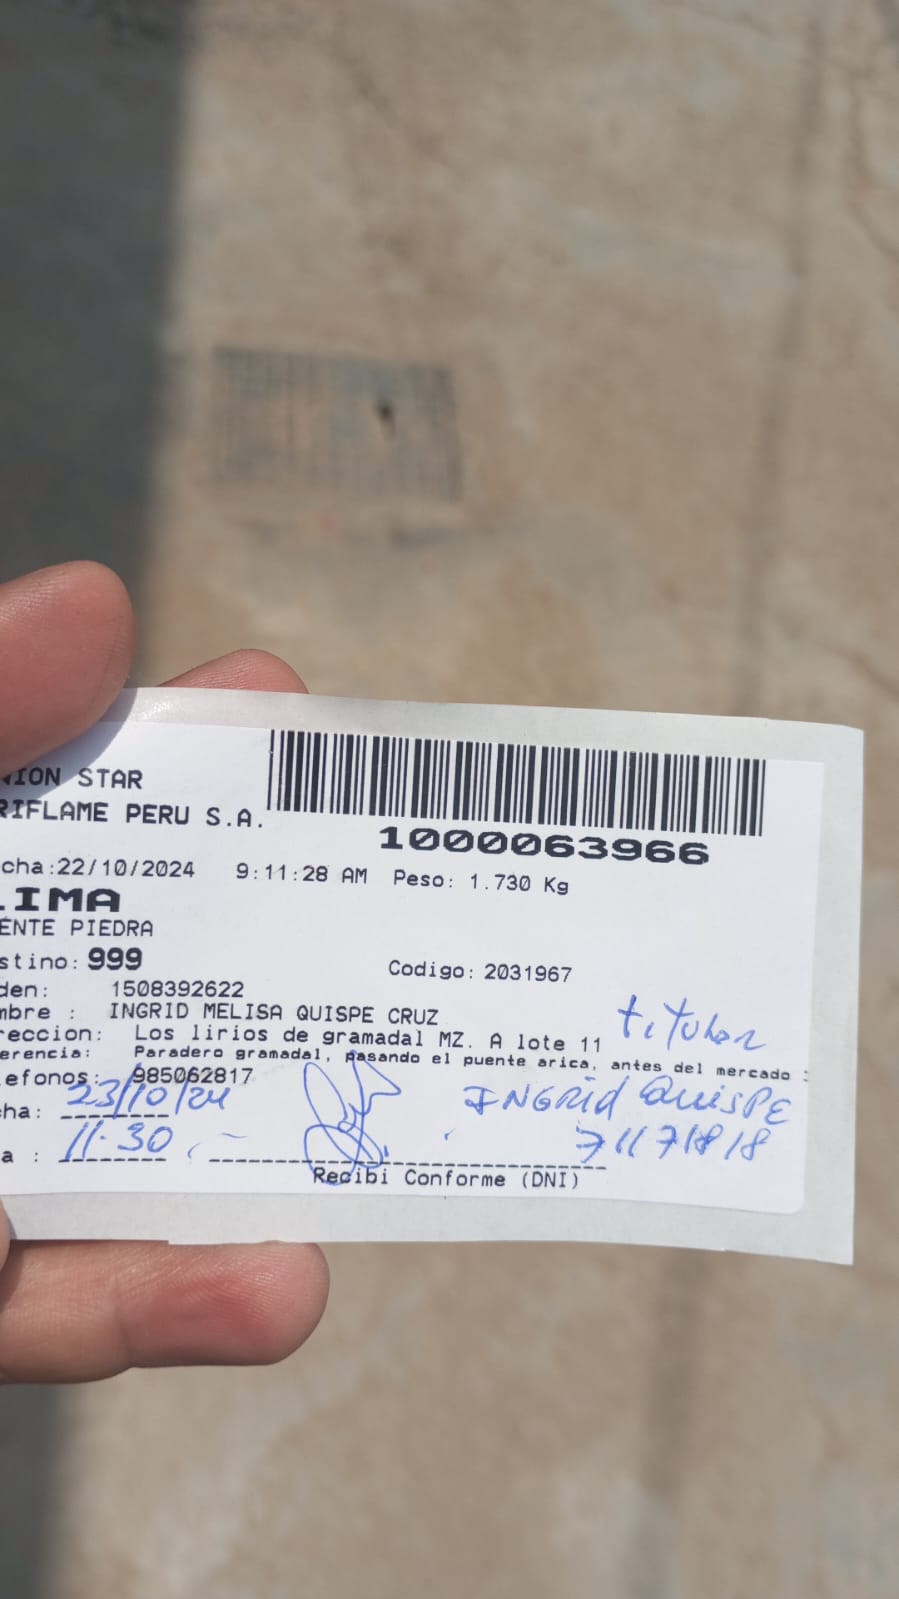 NION STAR
RIFLAME PERU S.A.
1000063966
cha:22/10/2024 9:11:28 AM Peso: 1.730 Kg
LIMA
ENTE PIEDRA
stino: 999
Codigo: 2031967
den: 1508392622
mbre : INGRID MELISA QUISPE CRUZ
reccion: Los lirios de gramadal MZ. A lote 11
titular
erencia: Paradero gramadal, pasando el puente arica, antes del mercado :
efonos: 985062817
cha: 23/10/24
INGRID QUISPE
a : 11:30
71171818
Recibi Conforme (DNI)